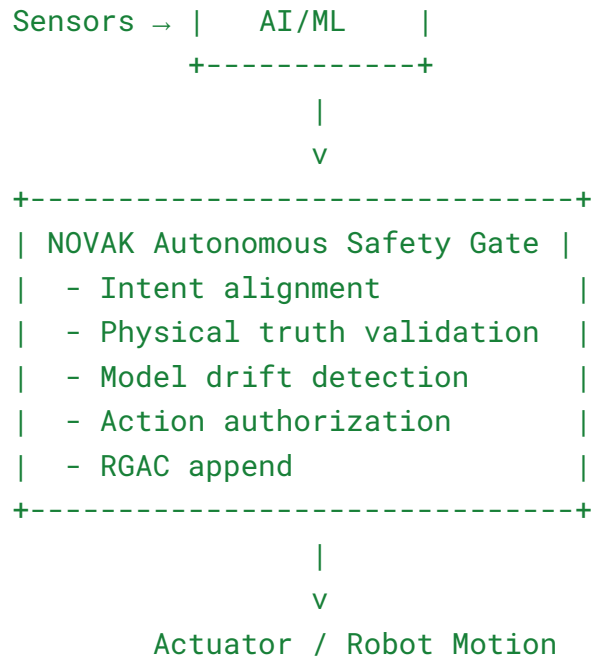 Sensors → |   AI/ML    |
          +------------+
                 |
                 v
+-------------------------------+
| NOVAK Autonomous Safety Gate |
|  - Intent alignment           |
|  - Physical truth validation  |
|  - Model drift detection      |
|  - Action authorization       |
|  - RGAC append                |
+-------------------------------+
                 |
                 v
        Actuator / Robot Motion